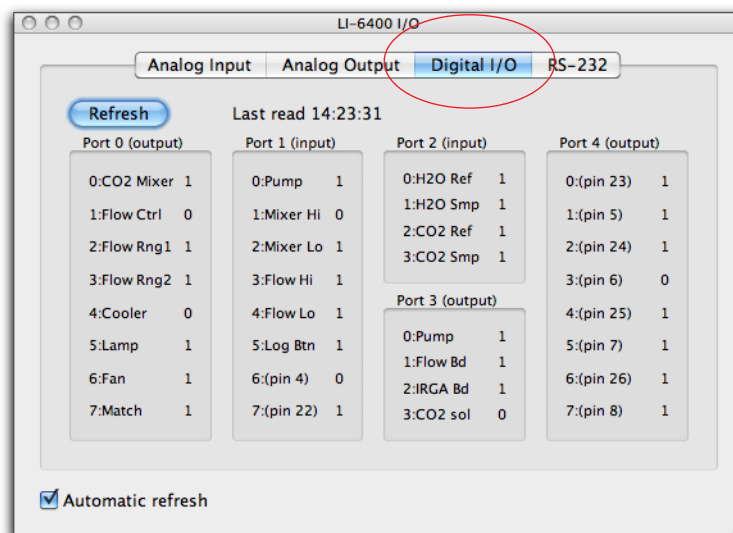 LI-6400 I/O
Analog Input Analog Output Digital I/O RS-232
Refresh Last read 14:23:31
Port 0 (output)
0:CO2 Mixer 1
1:Flow Ctrl 0
2:Flow Rng1 1
3:Flow Rng2 1
4:Cooler 0
5:Lamp 1
6:Fan 1
7:Match 1
Port 1 (input)
0:Pump 1
1:Mixer Hi 0
2:Mixer Lo 1
3:Flow Hi 1
4:Flow Lo 1
5:Log Btn 1
6:(pin 4) 0
7:(pin 22) 1
Port 2 (input)
0:H2O Ref 1
1:H2O Smp 1
2:CO2 Ref 1
3:CO2 Smp 1
Port 3 (output)
0:Pump 1
1:Flow Bd 1
2:IRGA Bd 1
3:CO2 sol 0
Port 4 (output)
0:(pin 23) 1
1:(pin 5) 1
2:(pin 24) 1
3:(pin 6) 0
4:(pin 25) 1
5:(pin 7) 1
6:(pin 26) 1
7:(pin 8) 1
Automatic refresh